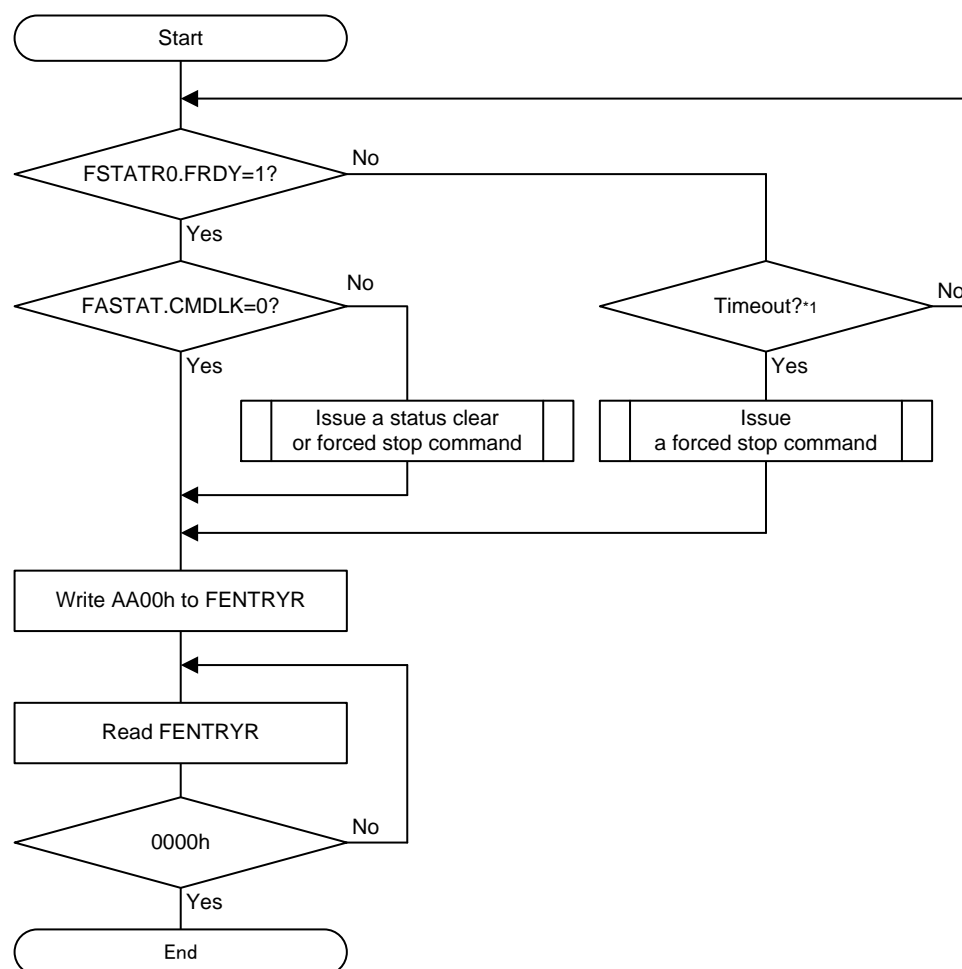 Start
FSTATR0.FRDY=1?
No
Yes
FASTAT.CMDLK=0?
No
Yes
Timeout?*1
No
Yes
Issue a status clear
or forced stop command
Issue
a forced stop command
Write AA00h to FENTRYR
Read FENTRYR
0000h
No
Yes
End